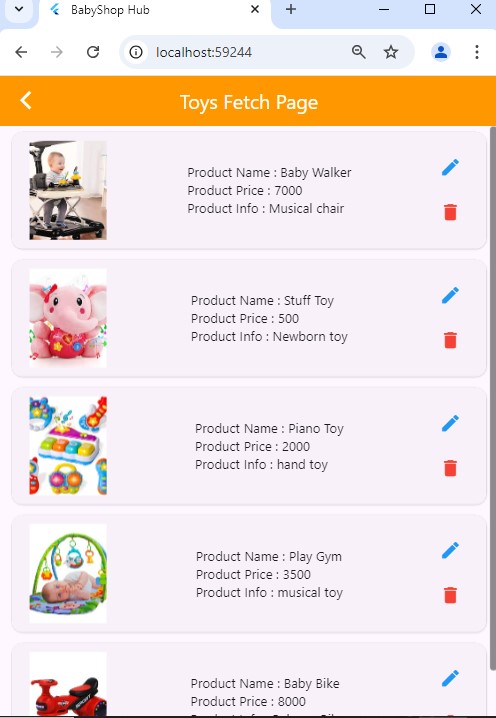 BabyShop Hub
localhost:59244
Toys Fetch Page
Product Name : Baby Walker
Product Price : 7000
Product Info : Musical chair
Product Name : Stuff Toy
Product Price : 500
Product Info : Newborn toy
Product Name : Piano Toy
Product Price : 2000
Product Info : hand toy
Product Name : Play Gym
Product Price : 3500
Product Info : musical toy
Product Name : Baby Bike
Product Price : 8000